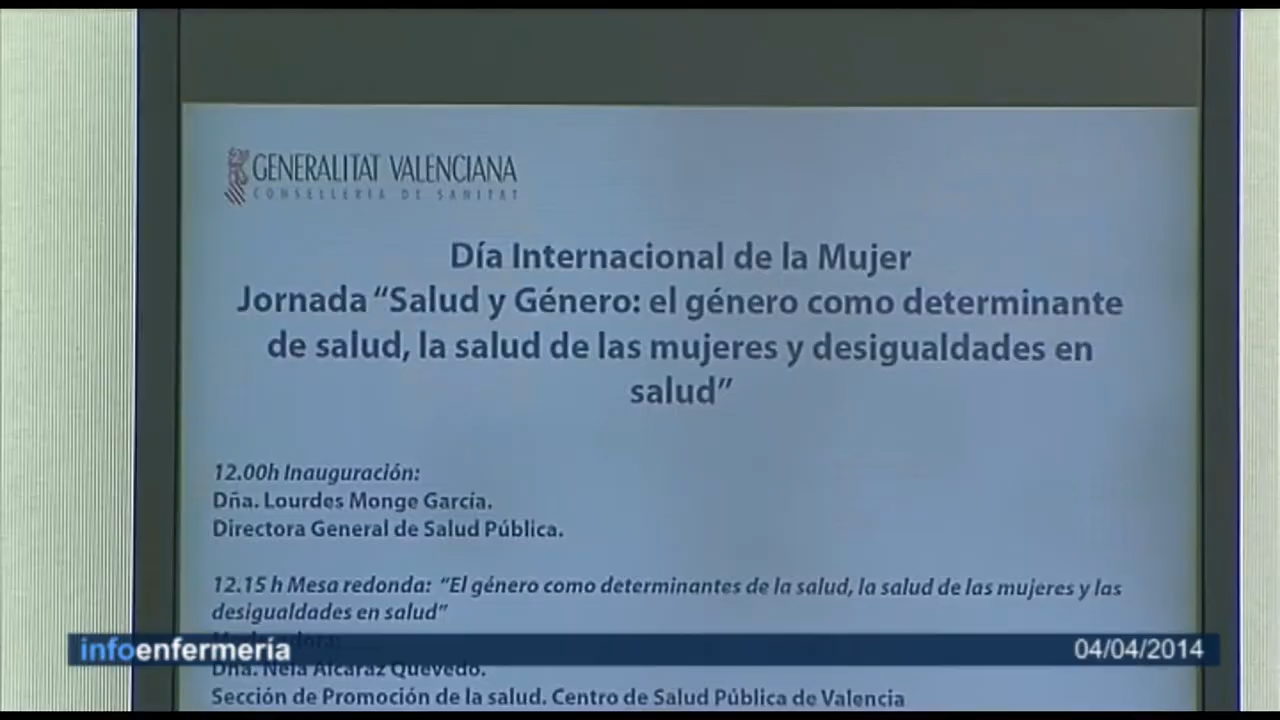 GENERALITAT VALENCIANA
CONSELLERIA DE SANITAT
Día Internacional de la Mujer
Jornada “Salud y Género: el género como determinante
de salud, la salud de las mujeres y desigualdades en
salud”
12.00h Inauguración:
Dña. Lourdes Monge García.
Directora General de Salud Pública.
12.15 h Mesa redonda: “El género como determinantes de la salud, la salud de las mujeres y las
desigualdades en salud”
infoenfermería 04/04/2014
Dña. Nela Alcaraz Quevedo.
Sección de Promoción de la salud. Centro de Salud Pública de Valencia